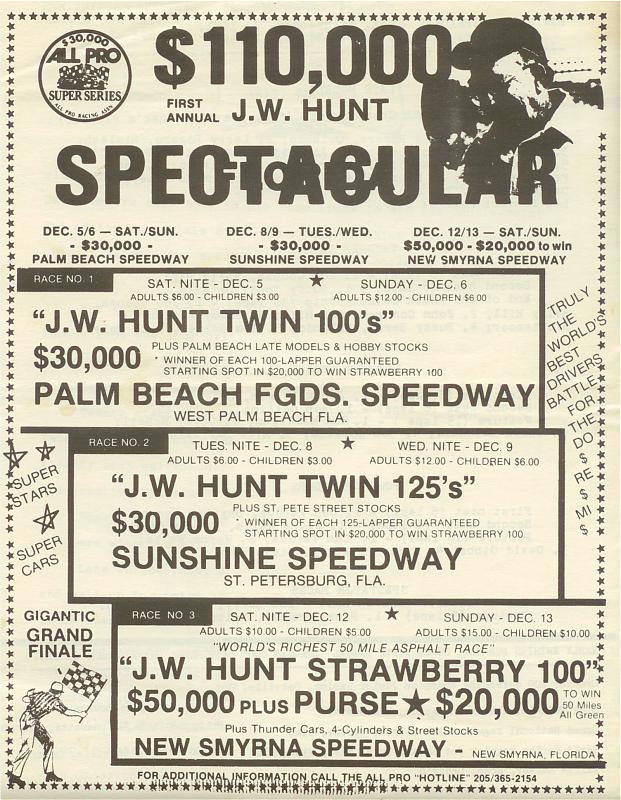 $30,000
ALL PRO
SUPER SERIES
ALL PRO RACING ASSN.
$110,000
FIRST
ANNUAL J.W. HUNT
FLORIDA
SPECTACULAR
DEC. 5/6 — SAT./SUN.
- $30,000 -
PALM BEACH SPEEDWAY
DEC. 8/9 — TUES./WED.
- $30,000 -
SUNSHINE SPEEDWAY
DEC. 12/13 — SAT./SUN.
$50,000 - $20,000 to win
NEW SMYRNA SPEEDWAY
RACE NO. 1
SAT. NITE - DEC. 5 ★ SUNDAY - DEC. 6
ADULTS $6.00 - CHILDREN $3.00 ADULTS $12.00 - CHILDREN $6.00
“J.W. HUNT TWIN 100's”
$30,000
PLUS PALM BEACH LATE MODELS & HOBBY STOCKS
* WINNER OF EACH 100-LAPPER GUARANTEED
STARTING SPOT IN $20,000 TO WIN STRAWBERRY 100
PALM BEACH FGDS. SPEEDWAY
WEST PALM BEACH FLA.
TRULY
THE
WORLD'S
BEST
DRIVERS
BATTLE
FOR
THE
DO
$
RE
$
MI
$
RACE NO. 2
TUES. NITE - DEC. 8 ★ WED. NITE - DEC. 9
ADULTS $6.00 - CHILDREN $3.00 ADULTS $12.00 - CHILDREN $6.00
“J.W. HUNT TWIN 125's”
$30,000
PLUS ST. PETE STREET STOCKS
* WINNER OF EACH 125-LAPPER GUARANTEED
STARTING SPOT IN $20,000 TO WIN STRAWBERRY 100
SUNSHINE SPEEDWAY
ST. PETERSBURG, FLA.
SUPER
STARS
SUPER
CARS
GIGANTIC
GRAND
FINALE
RACE NO. 3
SAT. NITE - DEC. 12 ★ SUNDAY - DEC. 13
ADULTS $10.00 - CHILDREN $5.00 ADULTS $15.00 - CHILDREN $10.00
“WORLD'S RICHEST 50 MILE ASPHALT RACE”
“J.W. HUNT STRAWBERRY 100”
$50,000 PLUS PURSE ★ $20,000 TO WIN
50 Miles
All Green
Plus Thunder Cars, 4-Cylinders & Street Stocks
NEW SMYRNA SPEEDWAY - NEW SMYRNA, FLORIDA
FOR ADDITIONAL INFORMATION CALL THE ALL PRO “HOTLINE” 205/365-2154